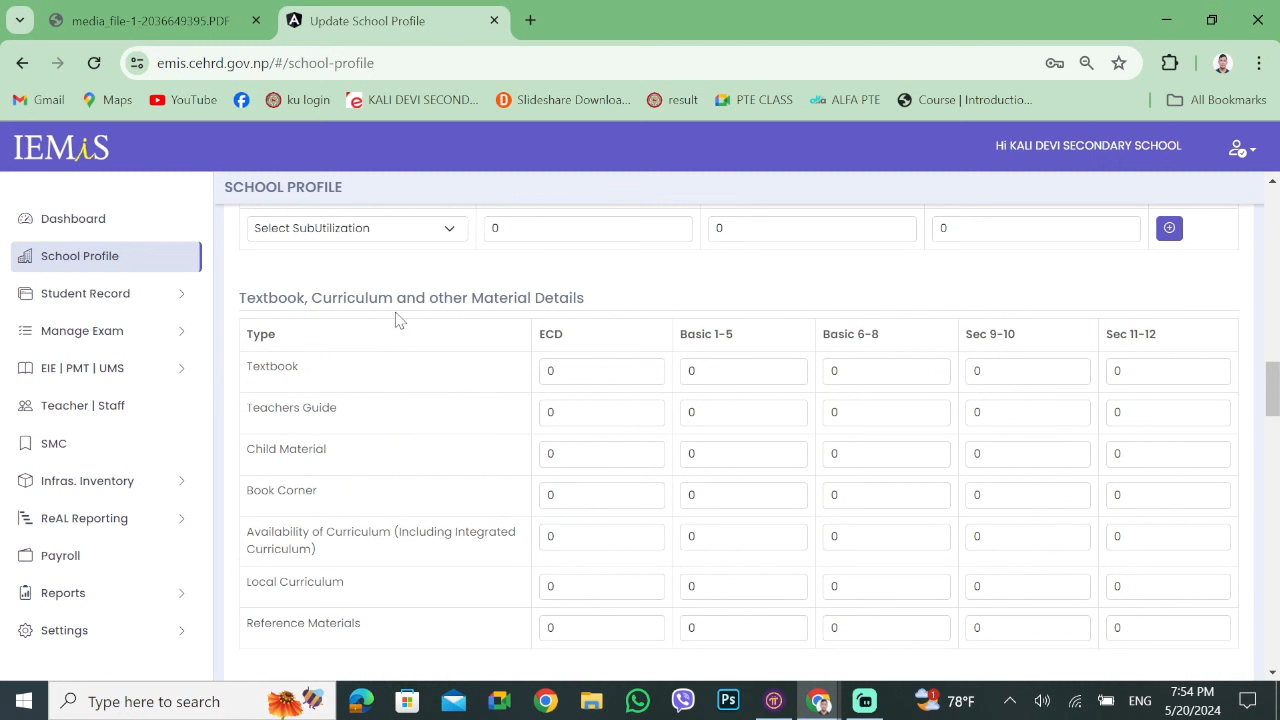 media_file-1-2036649395.PDF
Update School Profile
emis.cehrd.gov.np/#/school-profile
Gmail
Maps
YouTube
ku login
KALI DEVI SECOND...
Slideshare Downloa...
result
PTE CLASS
alfa ALFA PTE
Course | Introductio...
All Bookmarks
IEMiS
Hi KALI DEVI SECONDARY SCHOOL
SCHOOL PROFILE
Dashboard
School Profile
Student Record
Manage Exam
EIE | PMT | UMS
Teacher | Staff
SMC
Infras. Inventory
ReAL Reporting
Payroll
Reports
Settings
Select SubUtilization 0 0 0
Textbook, Curriculum and other Material Details
Type ECD Basic 1-5 Basic 6-8 Sec 9-10 Sec 11-12
Textbook 0 0 0 0 0
Teachers Guide 0 0 0 0 0
Child Material 0 0 0 0 0
Book Corner 0 0 0 0 0
Availability of Curriculum (Including Integrated
Curriculum) 0 0 0 0 0
Local Curriculum 0 0 0 0 0
Reference Materials 0 0 0 0 0
Type here to search
Ps
1
78°F
ENG
7:54 PM
5/20/2024